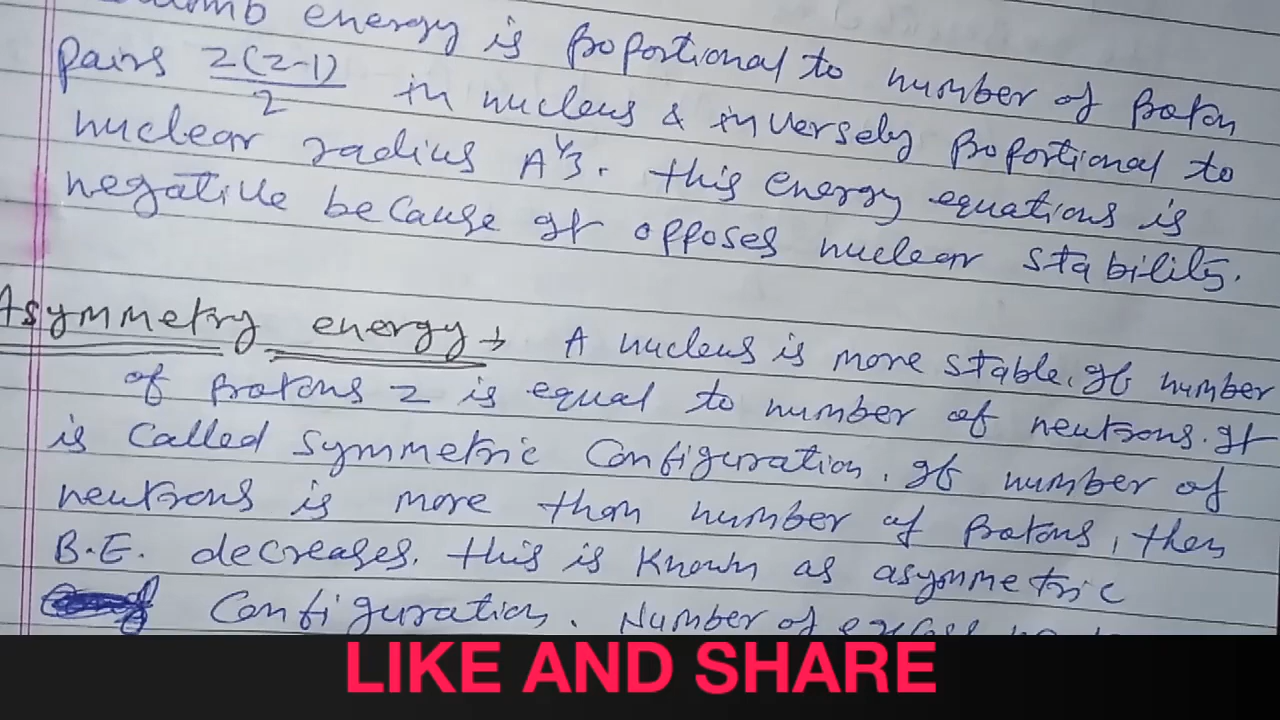 energy is proportional to number of proton
pairs Z(Z-1)/2 in nucleus & inversely proportional to
nuclear radius A^1/3. This energy equations is
negative because It opposes nuclear stability.
Asymmetry energy → A nucleus is more stable. If number
of protons Z is equal to number of neutrons. It
is Called Symmetric Configuration. If number of
neutrons is more than number of protons, then
B.E. decreases. this is Known as asymmetric
Configuration. Number of excess
LIKE AND SHARE